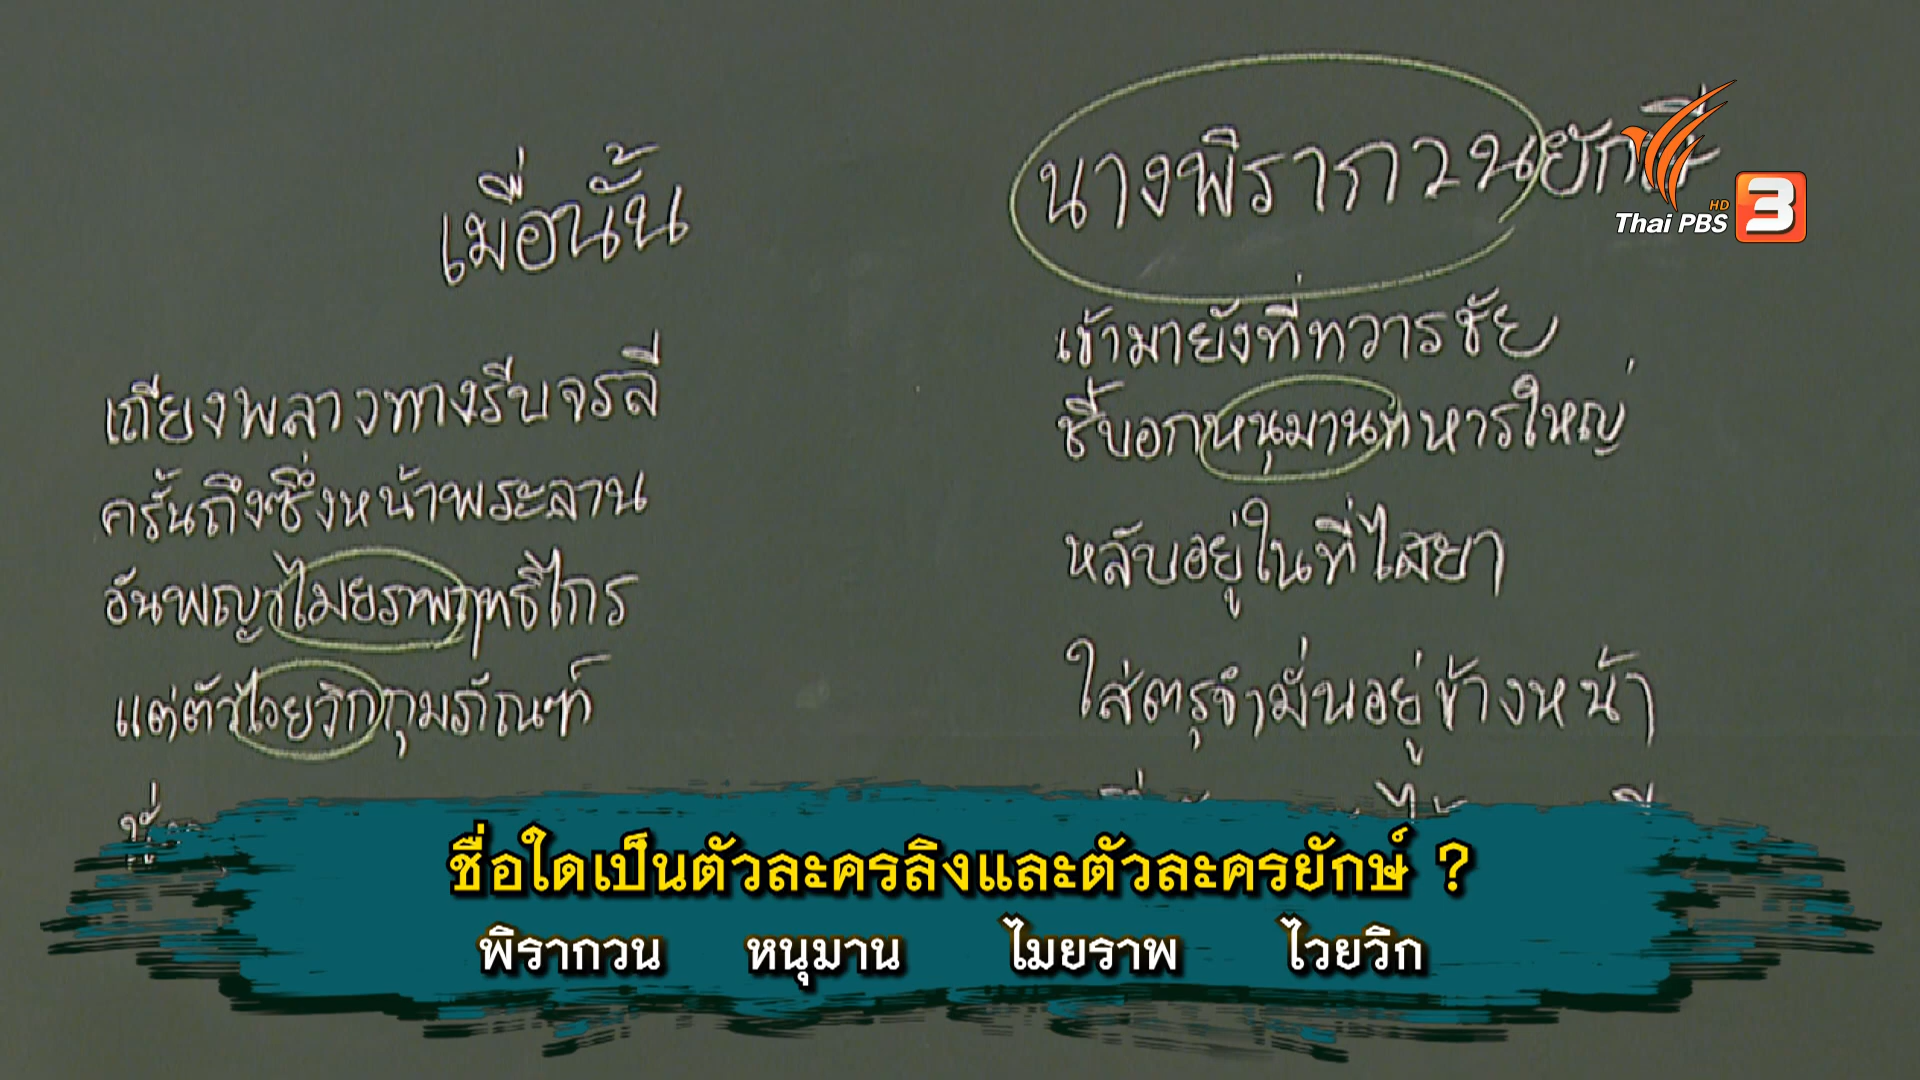 เมื่อนั้น นางพิรากวนยักษี
เถียงพลางทางรีบจรลี เข้ามายังที่ทวารชัย
ครั้นถึงซึ่งหน้าพระลาน ชี้บอกหนุมานทหารใหญ่
อันพญาไมยราพฤทธิไกร หลับอยู่ในที่ไสยา
แต่ตัวไวยวิกกุมภัณฑ์ ใส่ตรุจำมั่นอยู่ข้างหน้า
HD
Thai PBS 3
ชื่อใดเป็นตัวละครลิงและตัวละครยักษ์ ?
พิรากวน หนุมาน ไมยราพ ไวยวิก